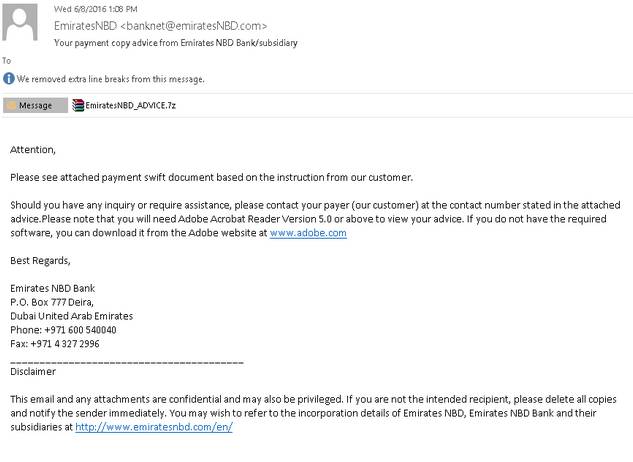 Wed 6/8/2016 1:08 PM
EmiratesNBD <banknet@emiratesNBD.com>
Your payment copy advice from Emirates NBD Bank/subsidiary
To
We removed extra line breaks from this message.
Message EmiratesNBD_ADVICE.7z
Attention,
Please see attached payment swift document based on the instruction from our customer.
Should you have any inquiry or require assistance, please contact your payer (our customer) at the contact number stated in the attached
advice.Please note that you will need Adobe Acrobat Reader Version 5.0 or above to view your advice. If you do not have the required
software, you can download it from the Adobe website at www.adobe.com
Best Regards,
Emirates NBD Bank
P.O. Box 777 Deira,
Dubai United Arab Emirates
Phone: +971 600 540040
Fax: +971 4 327 2996
________________________________________
Disclaimer
This email and any attachments are confidential and may also be privileged. If you are not the intended recipient, please delete all copies
and notify the sender immediately. You may wish to refer to the incorporation details of Emirates NBD, Emirates NBD Bank and their
subsidiaries at http://www.emiratesnbd.com/en/